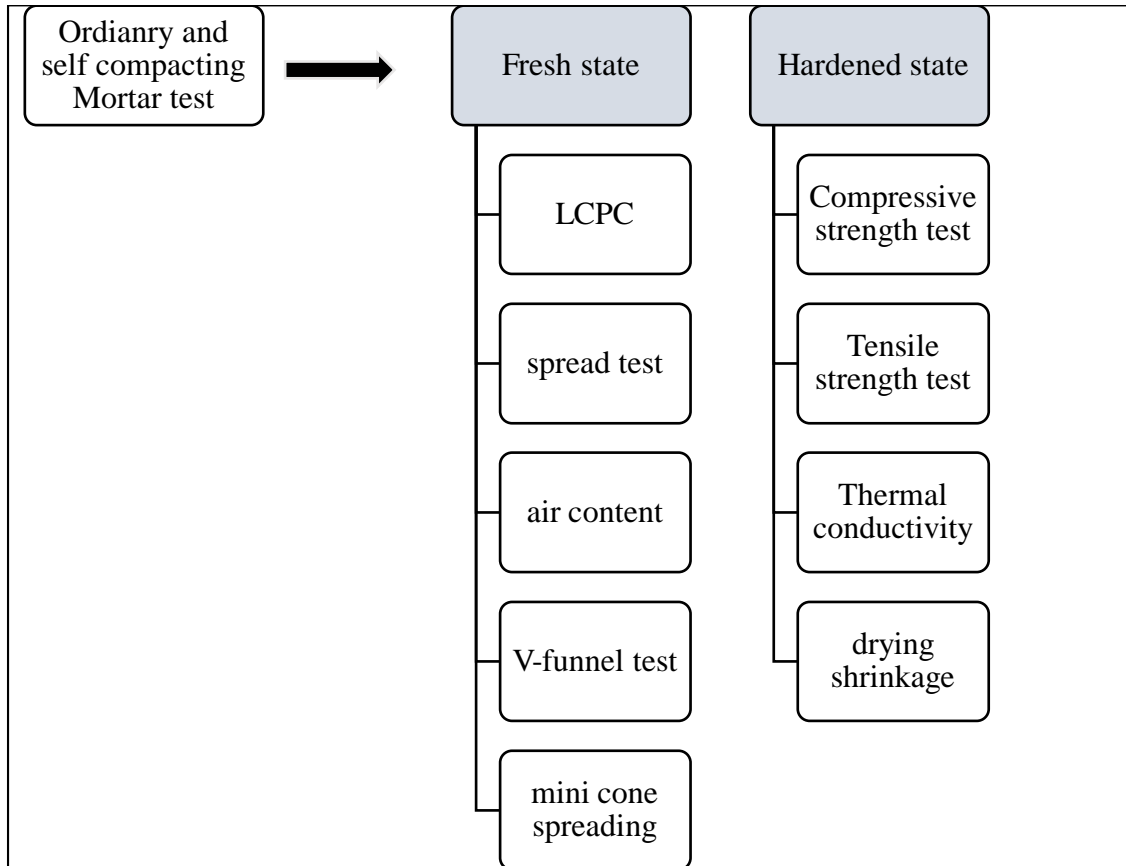 Ordianry and
self compacting
Mortar test
Fresh state
LCPC
spread test
air content
V-funnel test
mini cone
spreading
Hardened state
Compressive
strength test
Tensile
strength test
Thermal
conductivity
drying
shrinkage